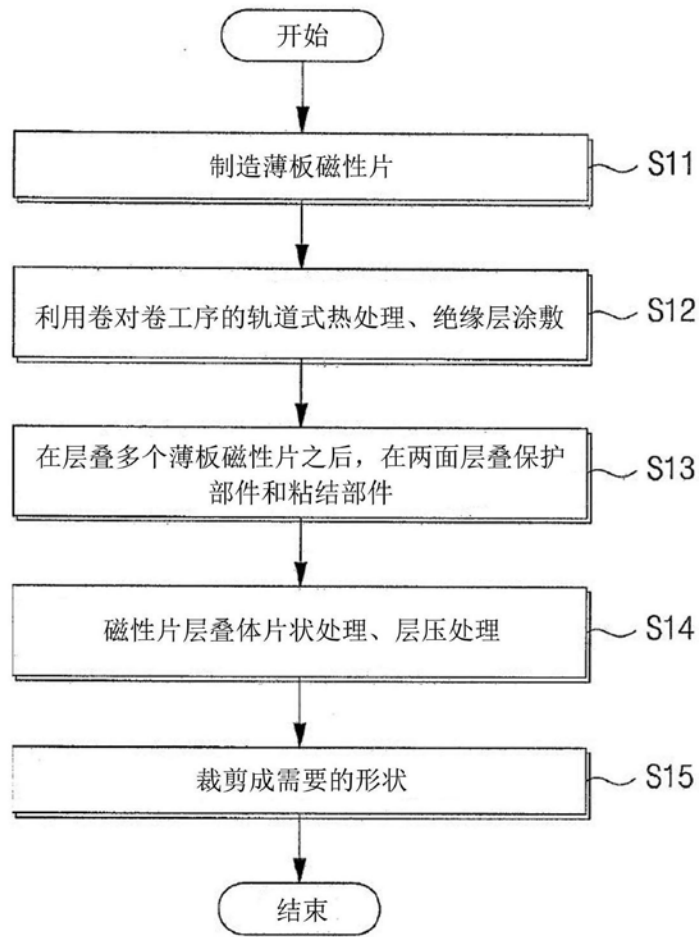 开始
制造薄板磁性片
S11
利用卷对卷工序的轨道式热处理、绝缘层涂敷
S12
在层叠多个薄板磁性片之后，在两面层叠保护
部件和粘结部件
S13
磁性片层叠体片状处理、层压处理
S14
裁剪成需要的形状
S15
结束